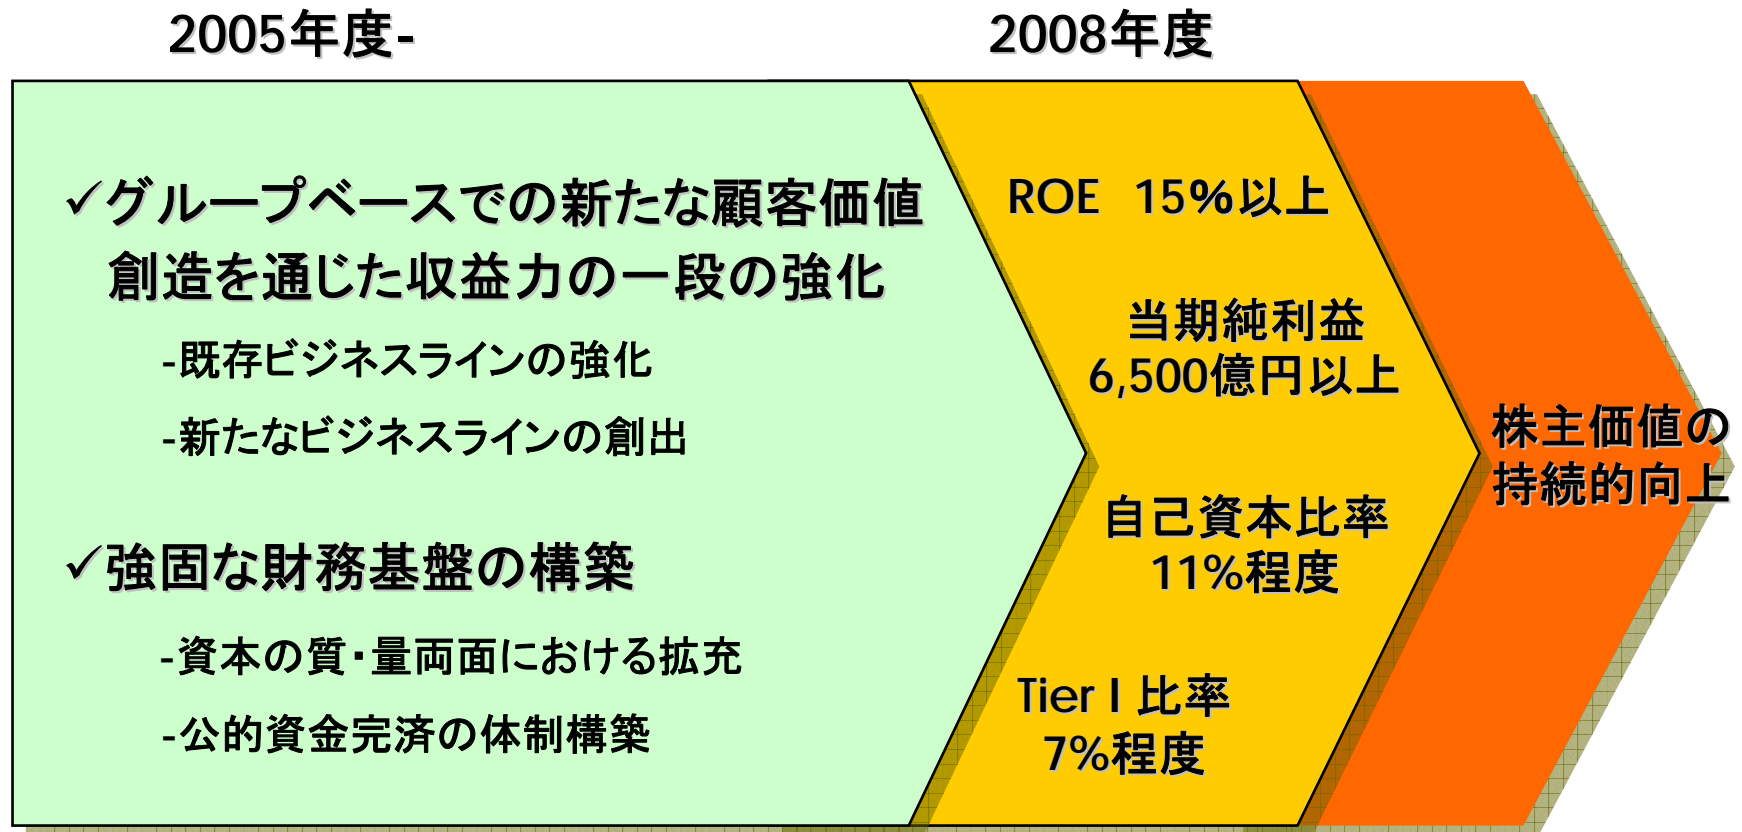 2005年度-
2008年度
✓グループベースでの新たな顧客価値
創造を通じた収益力の一段の強化
-既存ビジネスラインの強化
-新たなビジネスラインの創出
✓強固な財務基盤の構築
-資本の質・量両面における拡充
-公的資金完済の体制構築
ROE 15%以上
当期純利益
6,500億円以上
自己資本比率
11%程度
Tier I 比率
7%程度
株主価値の
持続的向上